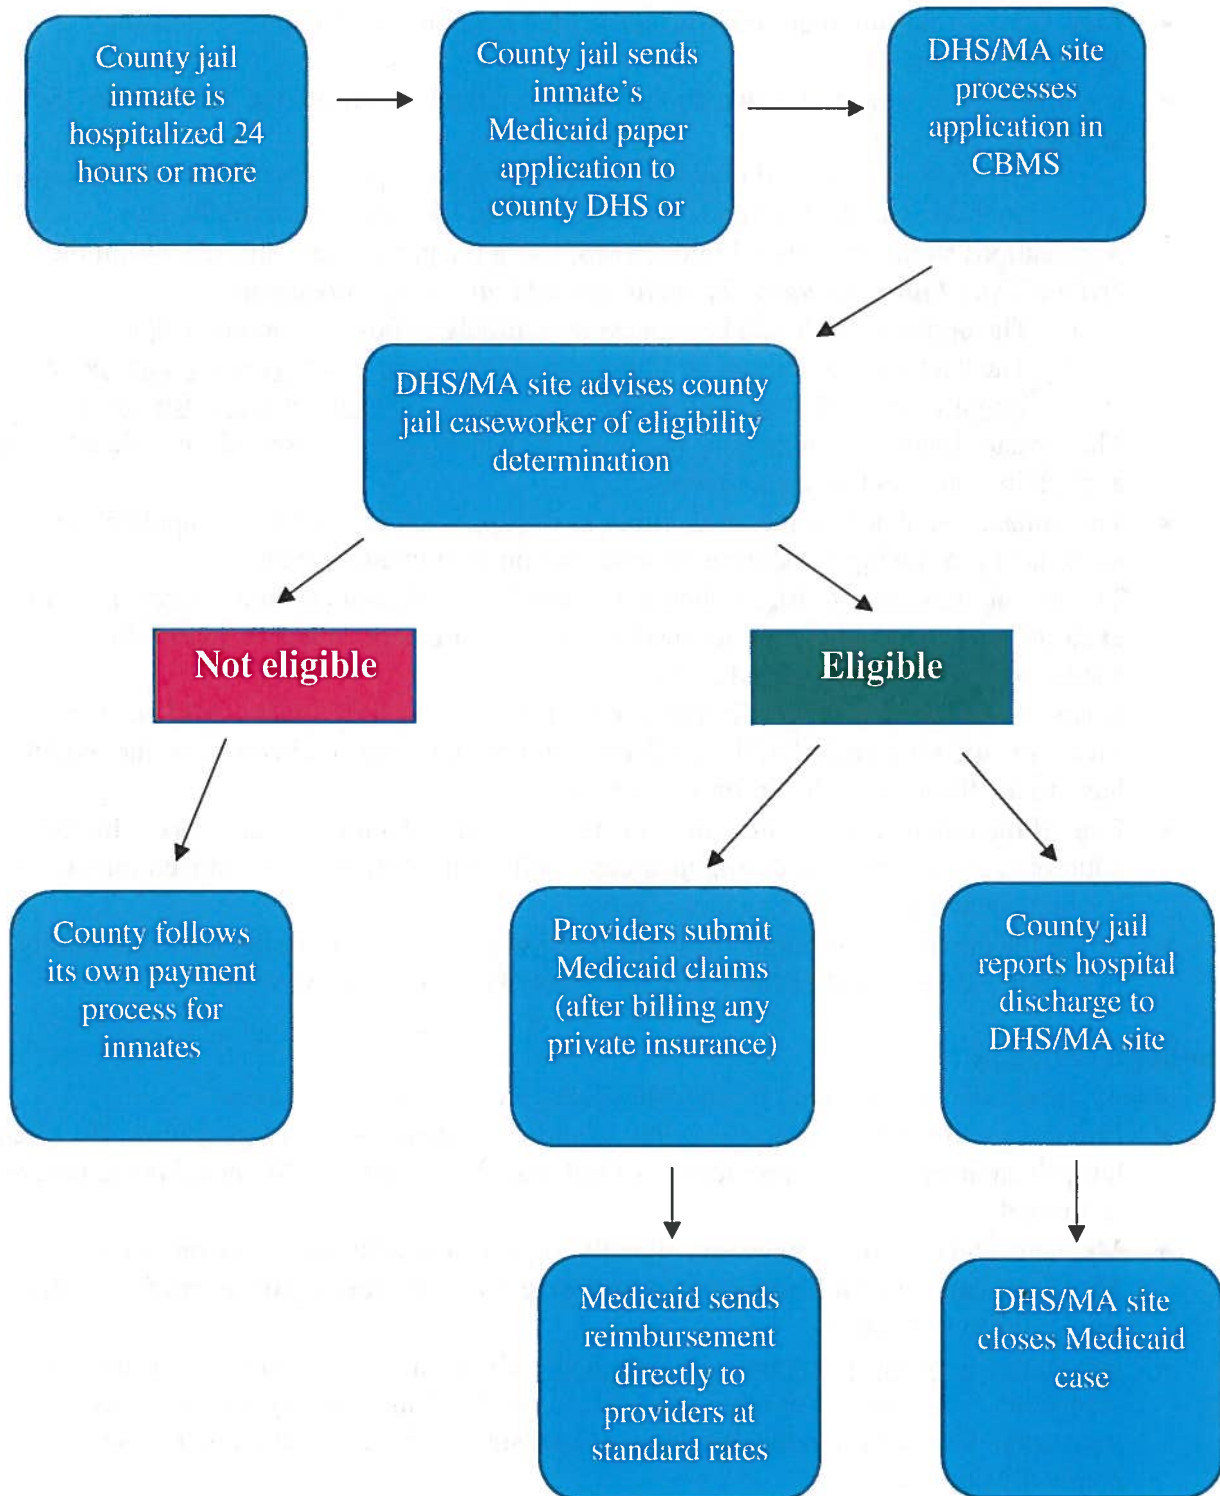 County jail
inmate is
hospitalized 24
hours or more
County jail sends
inmate's
Medicaid paper
application to
county DHS or
DHS/MA site
processes
application in
CBMS
DHS/MA site advises county
jail caseworker of eligibility
determination
Not eligible
Eligible
County follows
its own payment
process for
inmates
Providers submit
Medicaid claims
(after billing any
private insurance)
County jail
reports hospital
discharge to
DHS/MA site
Medicaid sends
reimbursement
directly to
providers at
standard rates
DHS/MA site
closes Medicaid
case